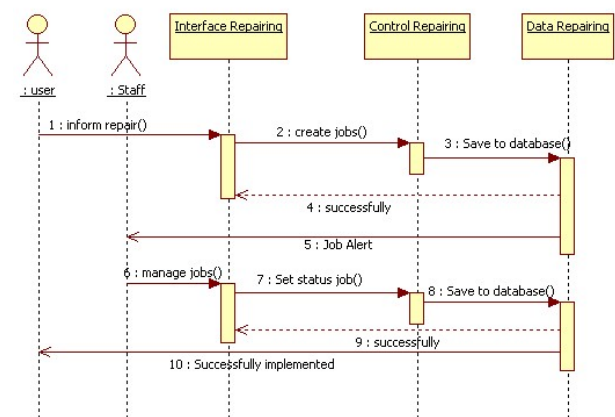 Interface Repairing
Control Repairing
Data Repairing
: user
: Staff
1 : inform repair()
2 : create jobs()
3 : Save to database()
4 : successfully
5 : Job Alert
6 : manage jobs()
7 : Set status job()
8 : Save to database()
9 : successfully
10 : Successfully implemented